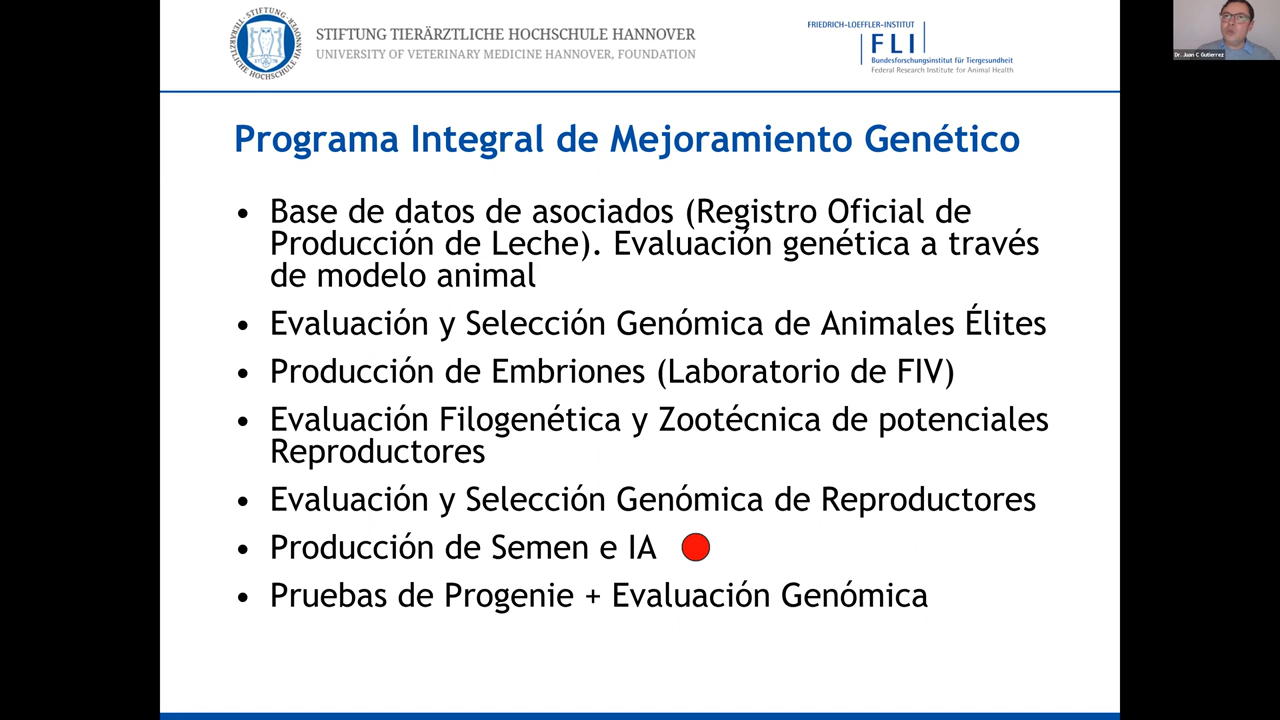 STIFTUNG TIERÄRZTLICHE HOCHSCHULE HANNOVER
UNIVERSITY OF VETERINARY MEDICINE HANNOVER, FOUNDATION
FRIEDRICH-LOEFFLER-INSTITUT
FLI
Bundesforschungsinstitut für Tiergesundheit
Federal Research Institute for Animal Health
Dr. Juan C Gutierrez
Programa Integral de Mejoramiento Genético
• Base de datos de asociados (Registro Oficial de
Producción de Leche). Evaluación genética a través
de modelo animal
• Evaluación y Selección Genómica de Animales Élites
• Producción de Embriones (Laboratorio de FIV)
• Evaluación Filogenética y Zootécnica de potenciales
Reproductores
• Evaluación y Selección Genómica de Reproductores
• Producción de Semen e IA
• Pruebas de Progenie + Evaluación Genómica